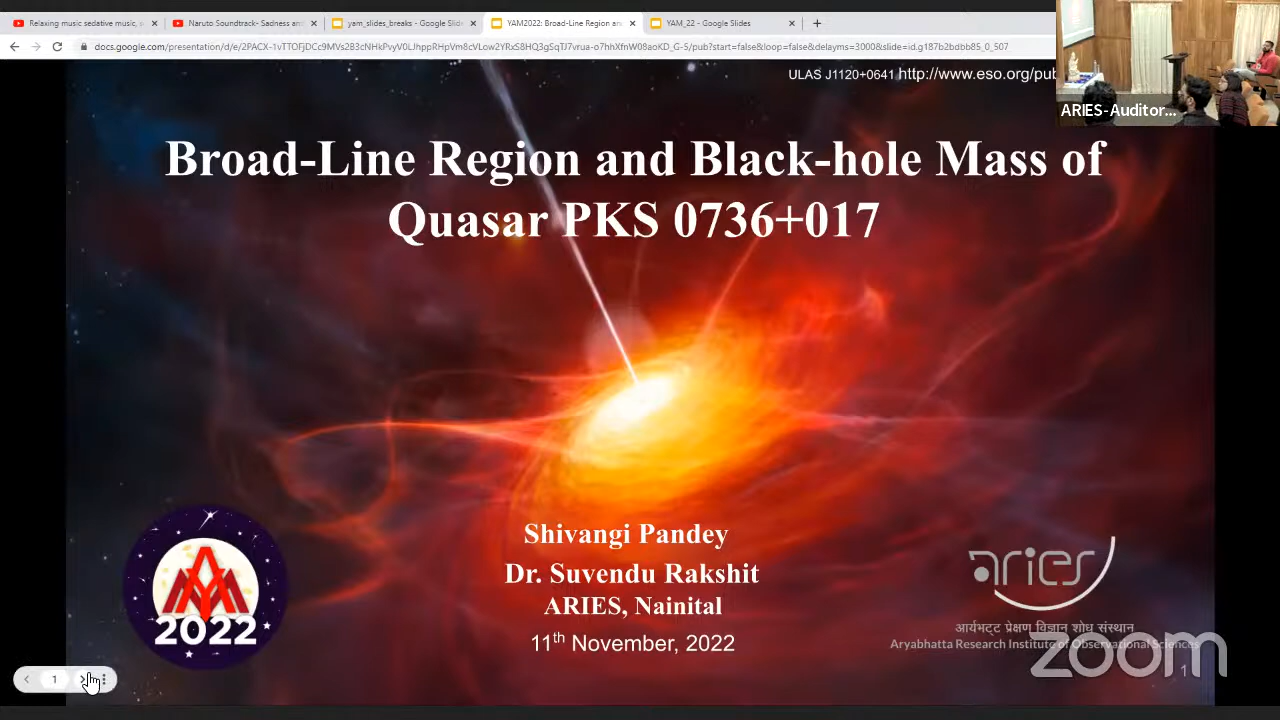 Relaxing music sedative music, s
Naruto Soundtrack- Sadness an
yam_slides_breaks - Google Slide
YAM2022: Broad-Line Region an
YAM_22 - Google Slides
docs.google.com/presentation/d/e/2PACX-1vTTOFjDCc9MVs2B3cNHkPvyV0LJhppRHpVm8cVLow2YRxS8HQ3gSqTJ7vrua-o7hhXfnW08aoKD_G-5/pub?start=false&loop=false&delayms=3000&slide=id.g187b2bdbb85_0_507
ULAS J1120+0641 http://www.eso.org/pub
ARIES-Auditor...
Broad-Line Region and Black-hole Mass of
Quasar PKS 0736+017
Shivangi Pandey
Dr. Suvendu Rakshit
ARIES, Nainital
11th November, 2022
2022
aries
आर्यभट्ट प्रेक्षण विज्ञान शोध संस्थान
Aryabhatta Research Institute of Observational Sciences
zoom
1
1